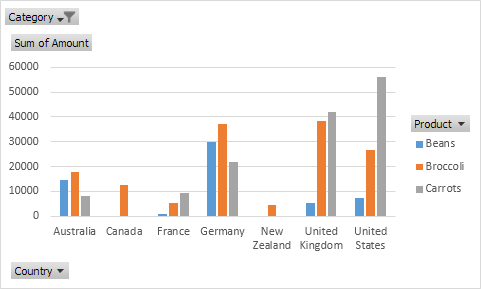 Category
Sum of Amount
60000
50000
40000
30000
20000
10000
0
Australia Canada France Germany New Zealand United Kingdom United States
Product
Beans
Broccoli
Carrots
Country